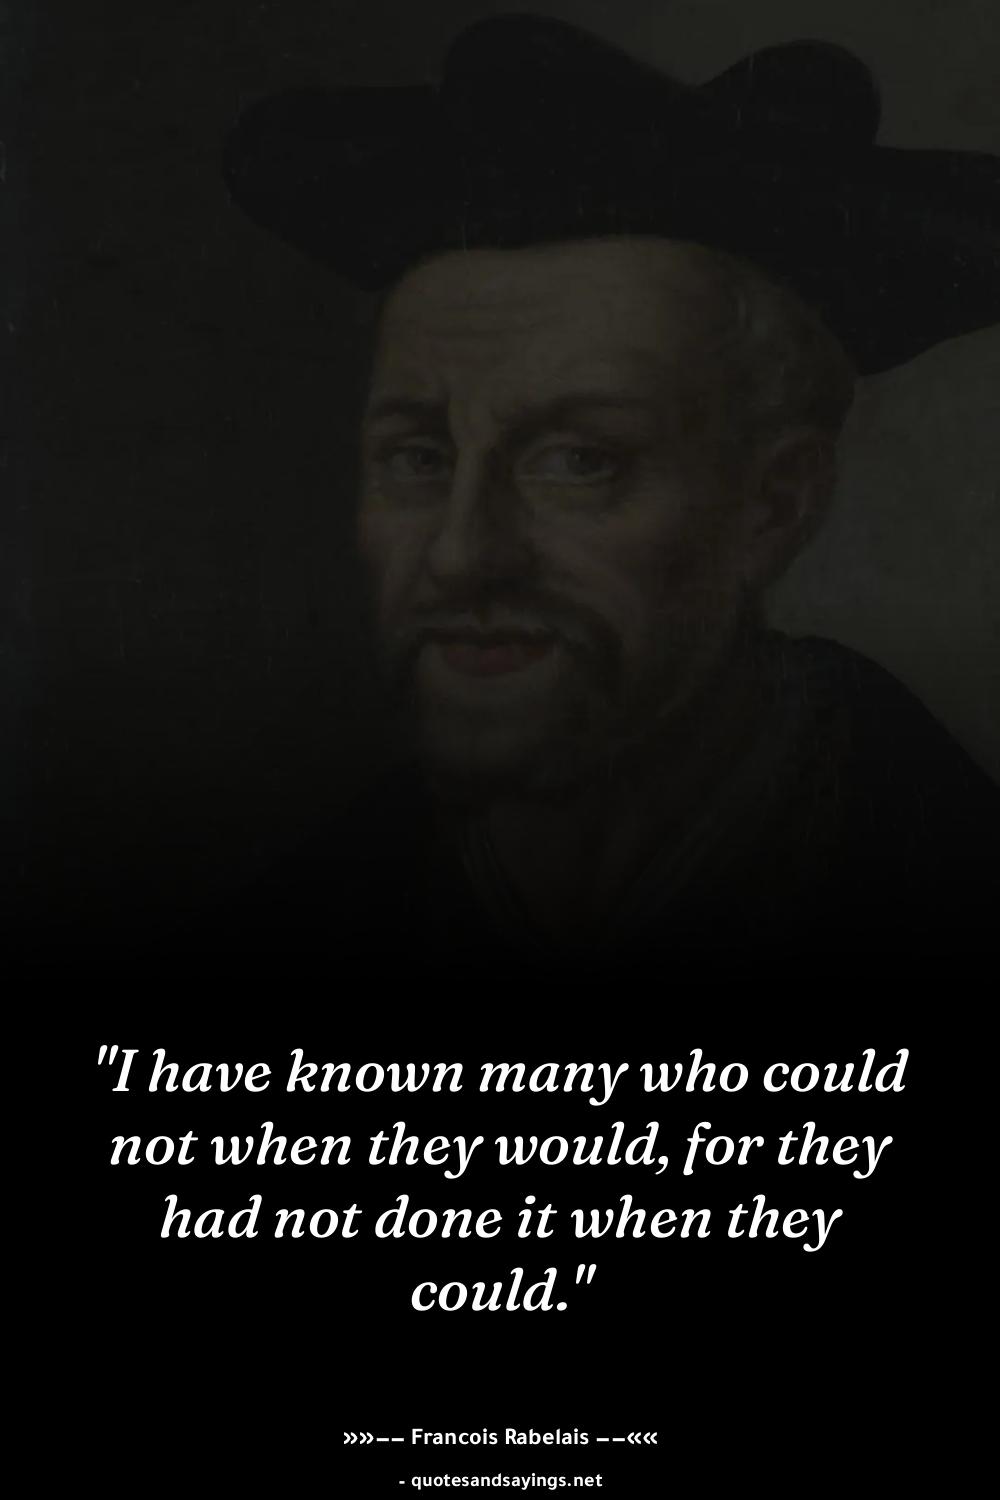 "I have known many who could
not when they would, for they
had not done it when they
could."
»»−− Francois Rabelais −−««
- quotesandsayings.net